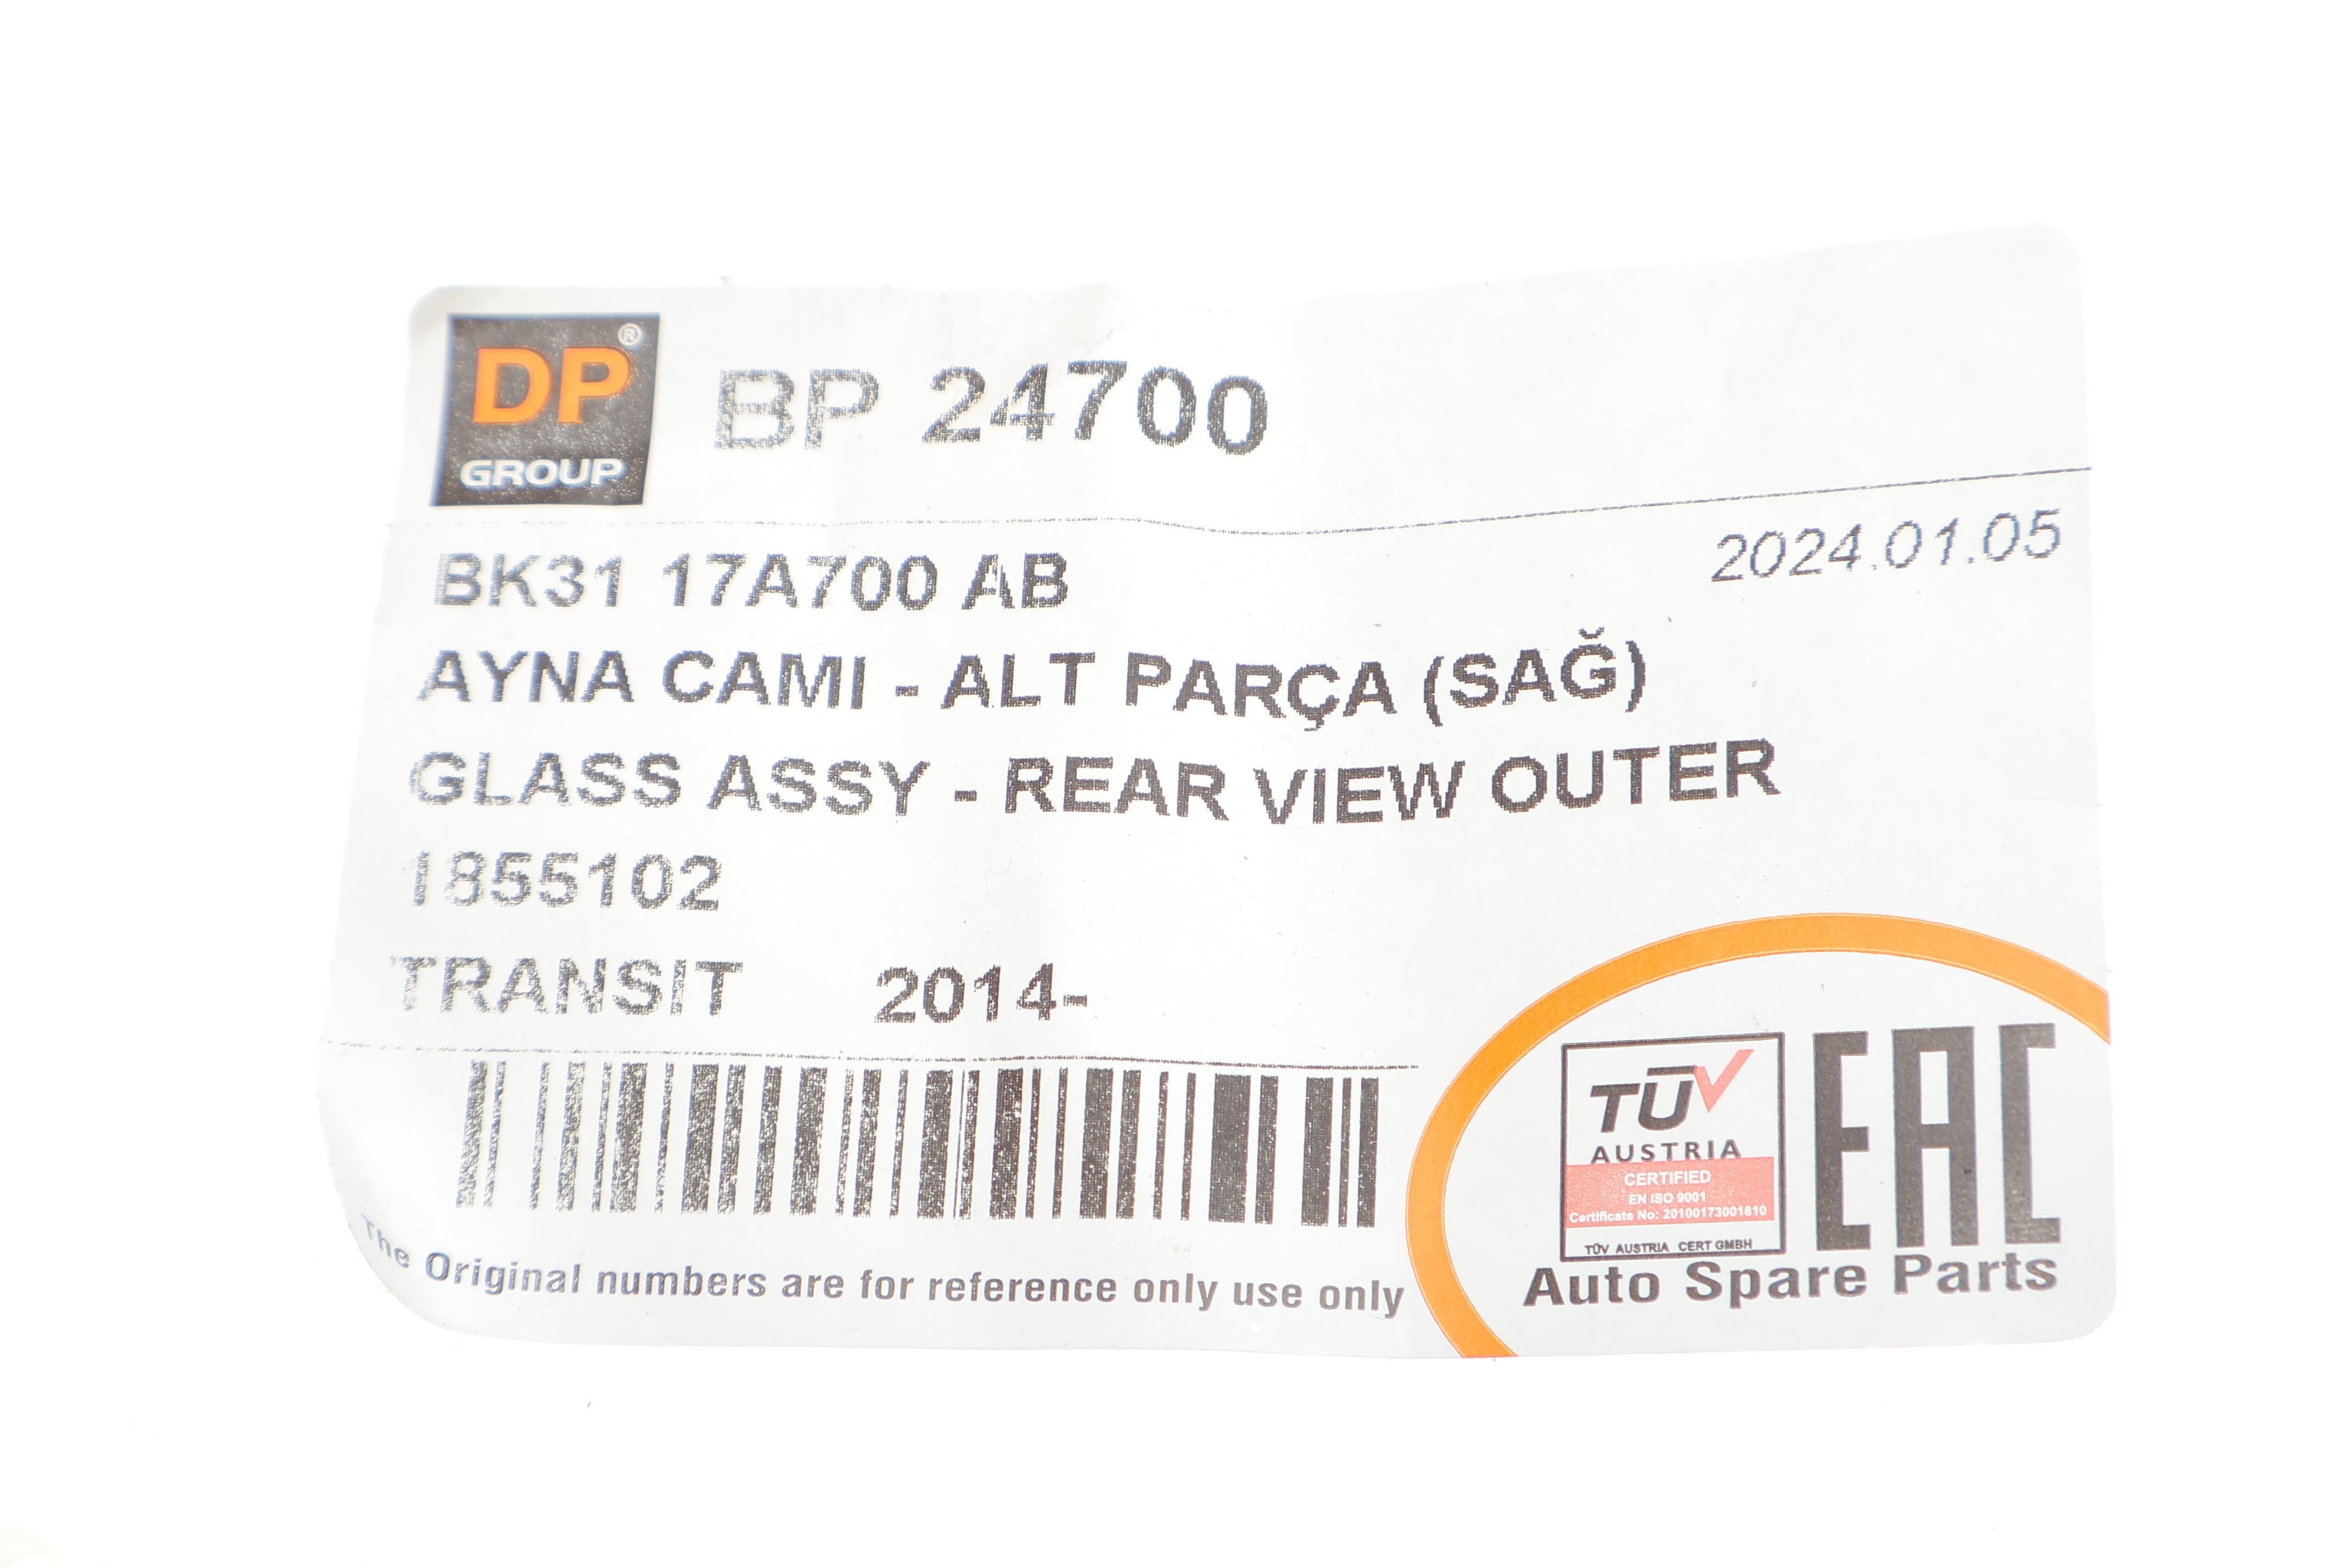 DP®
GROUP
BP 24700
2024.01.05
BK31 17A700 AB
AYNA CAMI - ALT PARÇA (SAĞ)
GLASS ASSY - REAR VIEW OUTER
1855102
TRANSIT 2014-
TÜV
AUSTRIA
CERTIFIED
EN ISO 9001
Certificate No: 20100173001810
TÜV AUSTRIA CERT GMBH
EAC
Auto Spare Parts
The Original numbers are for reference only use only